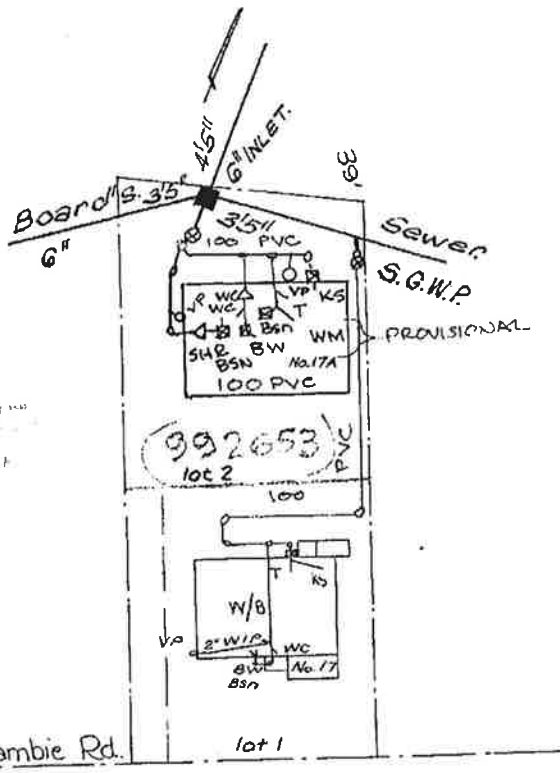 4'5"
6" INLET.
39'
Board's. 3'5"
6"
3'5"
Sewer
100 PVC
S.G.W.P.
VP
WC
WC
VP
KS
T
BSN
SHR
BSN
BW
WM
No.17A
PROVISIONAL
100 PVC
992653
lot 2
PVC
100
T
KS
W/B
VP
2" W.I.P.
WC
BW
BSN
No. 17
ambie Rd.
lot 1